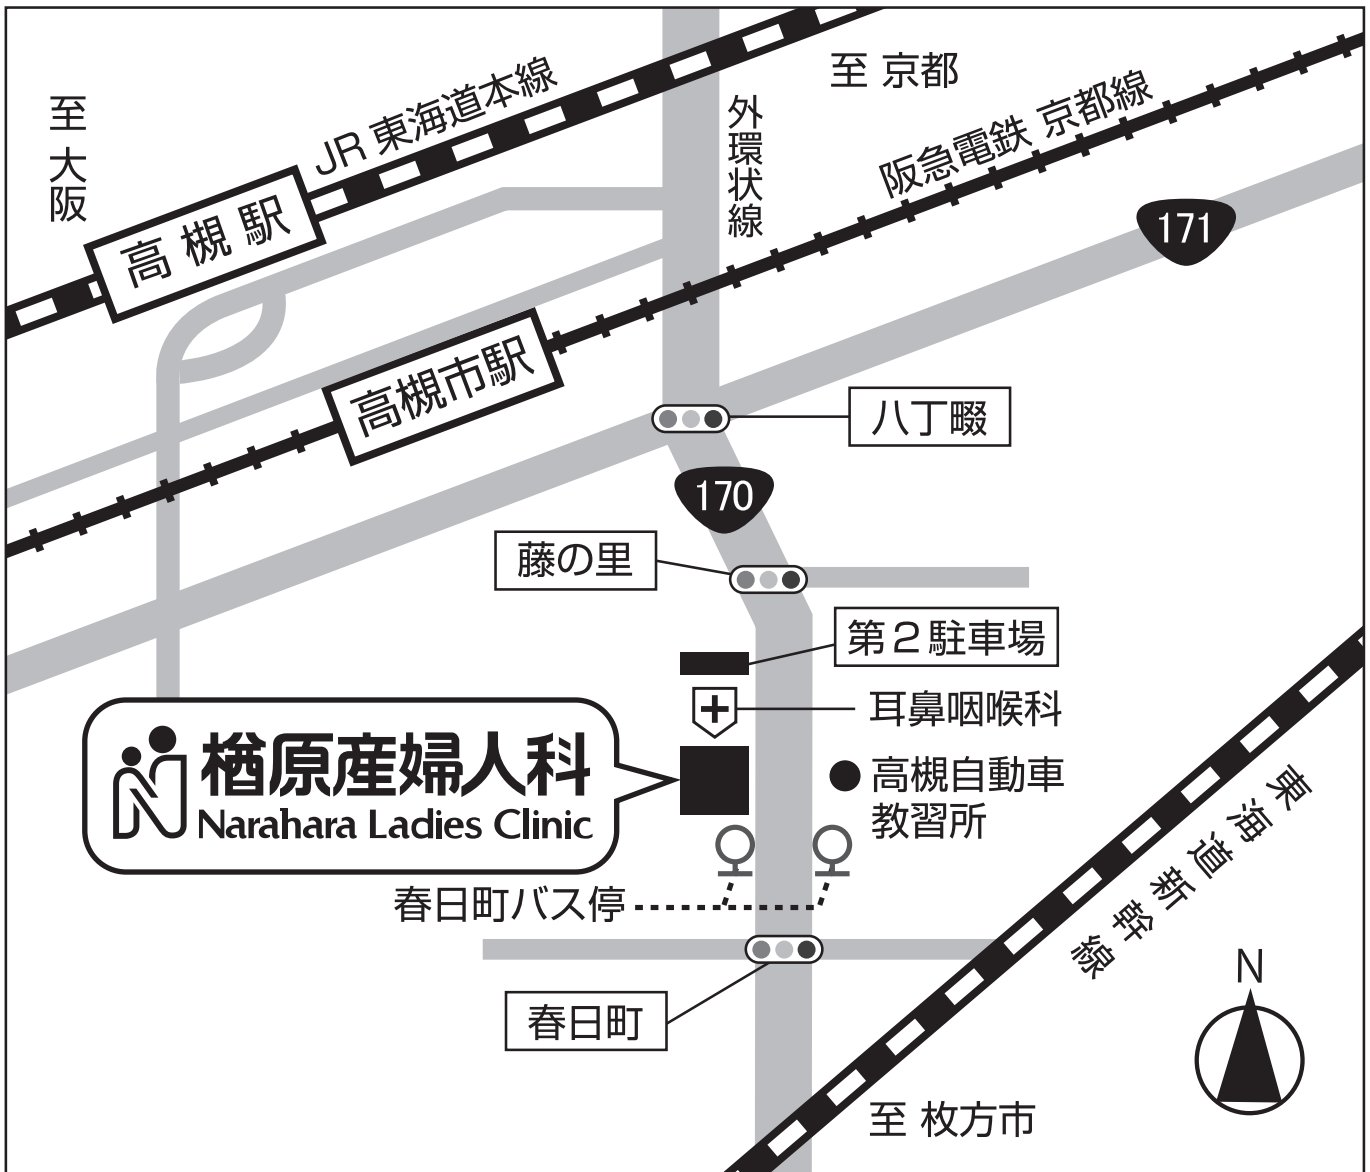 至 京都
至 大阪
JR 東海道本線
外環状線
阪急電鉄 京都線
171
高槻駅
高槻市駅
八丁畷
170
藤の里
第2駐車場
耳鼻咽喉科
楢原産婦人科
Narahara Ladies Clinic
高槻自動車
教習所
東海道新幹線
春日町バス停
春日町
N
至 枚方市